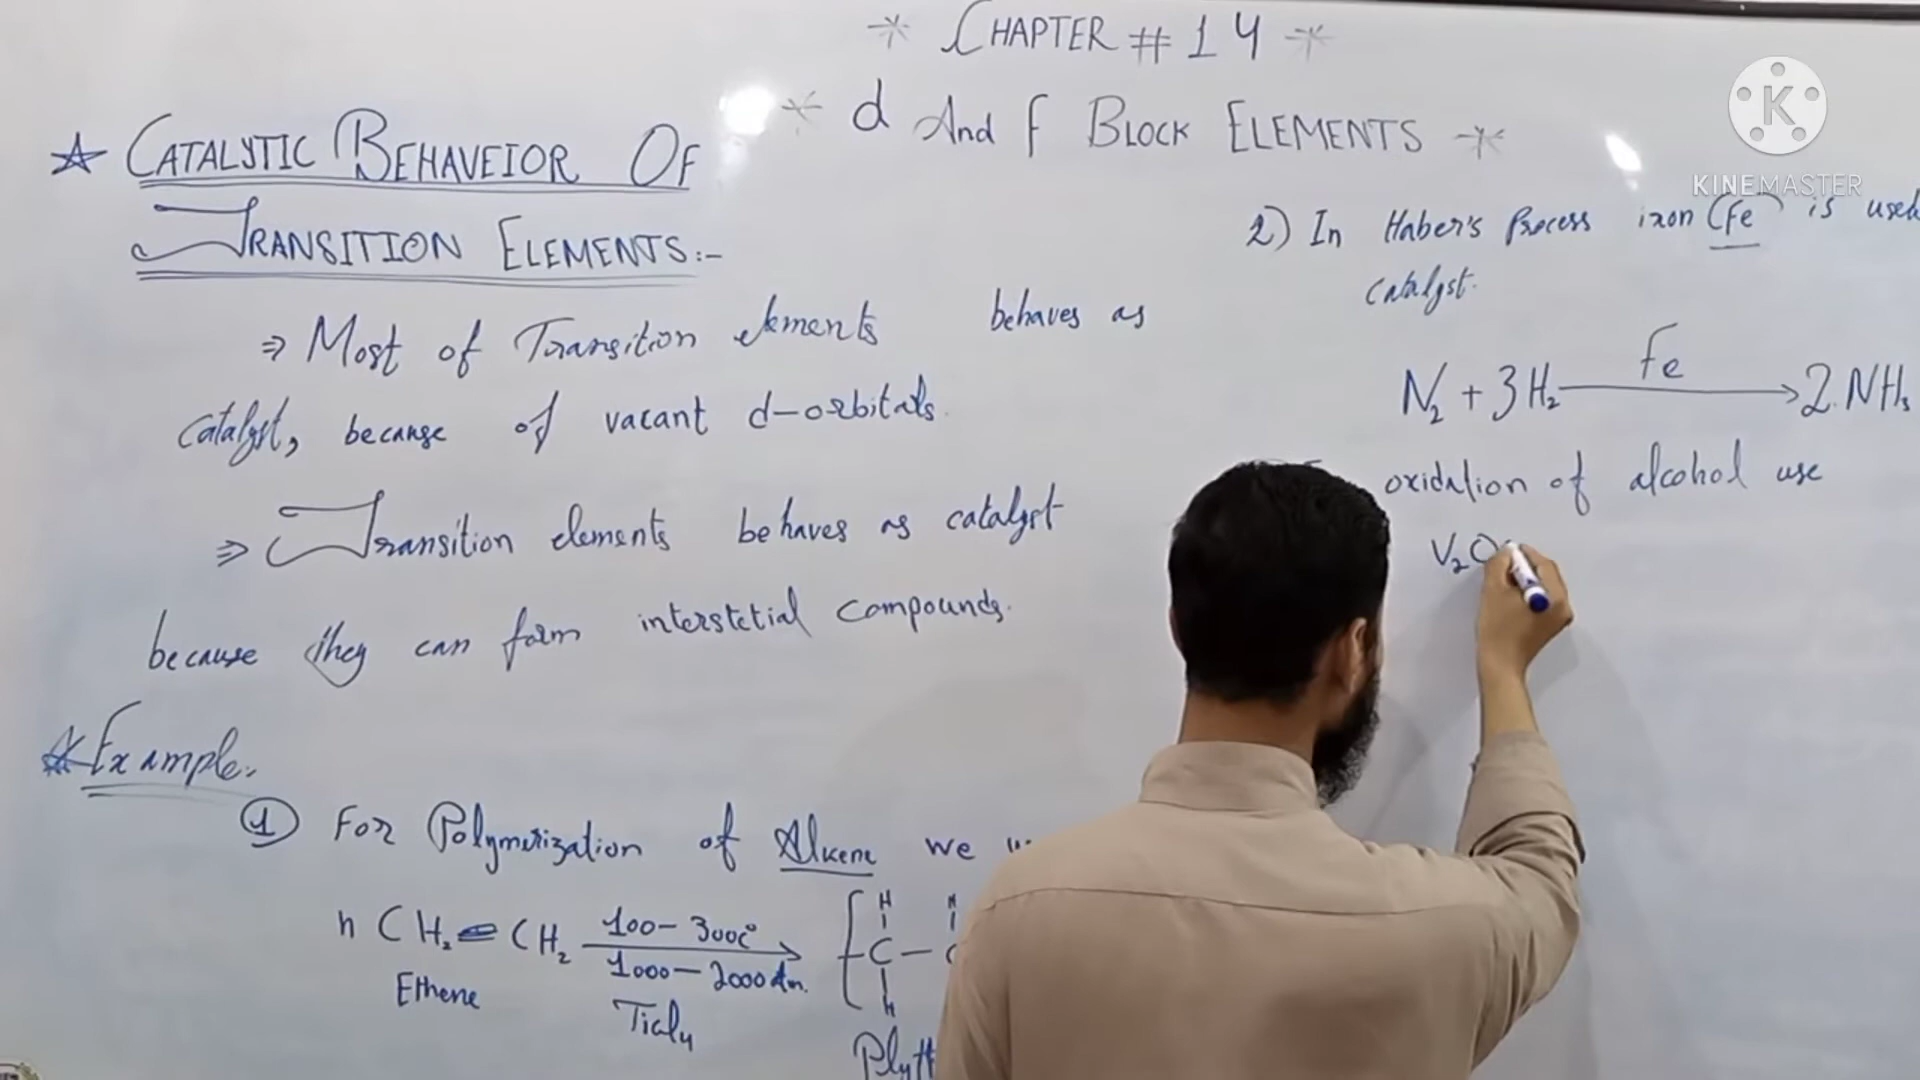 * CHAPTER # 14 *
* d And f BLOCK ELEMENTS *
KINEMASTER
☆ CATALYTIC BEHAVEIOR OF
TRANSITION ELEMENTS:-
⇒ Most of Transition elements behaves as
catalyst, because of vacant d-orbitals.
⇒ Transition elements behaves as catalyst
because they can form interstetial compounds.
☆ Example:
① For Polymerization of Alkene we
n CH₂=CH₂ 100-300c°
1000-2000 Atm.
Ethene
Ticl₄
H H
C - C
H
2) In Haber's Process iron (Fe) is used
catalyst.
Fe
N₂ + 3H₂ → 2NH₃
oxidation of alcohol use
V₂O